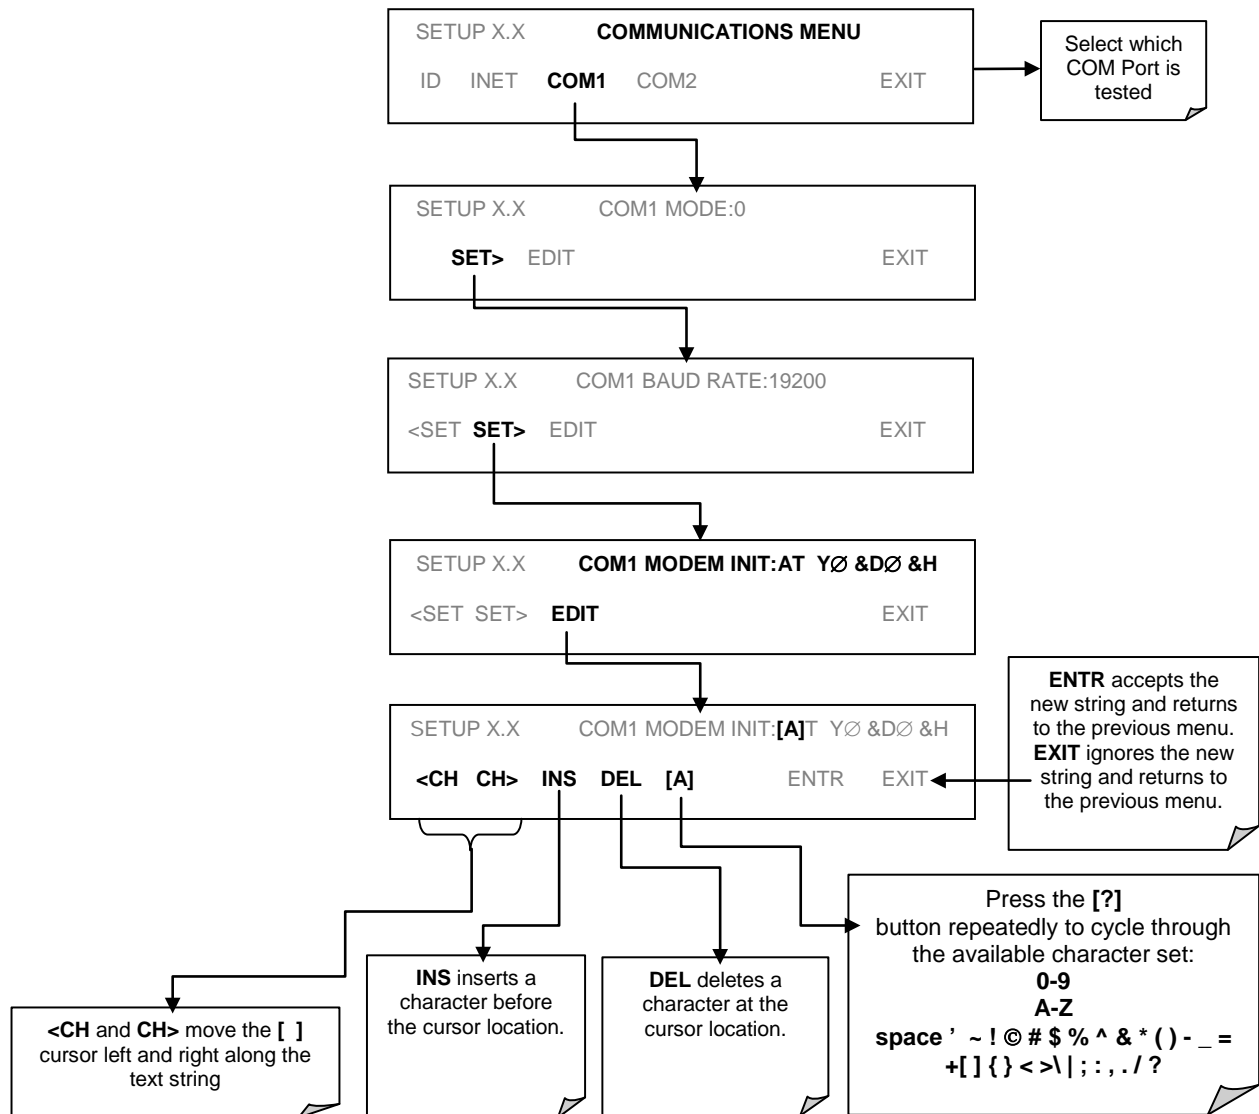 SETUP X.X COMMUNICATIONS MENU
ID INET COM1 COM2 EXIT
Select which
COM Port is
tested
SETUP X.X COM1 MODE:0
SET> EDIT EXIT
SETUP X.X COM1 BAUD RATE:19200
<SET SET> EDIT EXIT
SETUP X.X COM1 MODEM INIT:AT Y∅ &D∅ &H
<SET SET> EDIT EXIT
SETUP X.X COM1 MODEM INIT:[A]T Y∅ &D∅ &H
<CH CH> INS DEL [A] ENTR EXIT
ENTR accepts the
new string and returns
to the previous menu.
EXIT ignores the new
string and returns to
the previous menu.
<CH and CH> move the [ ]
cursor left and right along the
text string
INS inserts a
character before
the cursor location.
DEL deletes a
character at the
cursor location.
Press the [?]
button repeatedly to cycle through
the available character set:
0-9
A-Z
space ’ ~ ! © # $ % ^ & * ( ) - _ =
+[ ] { } < >\ | ; : , . / ?